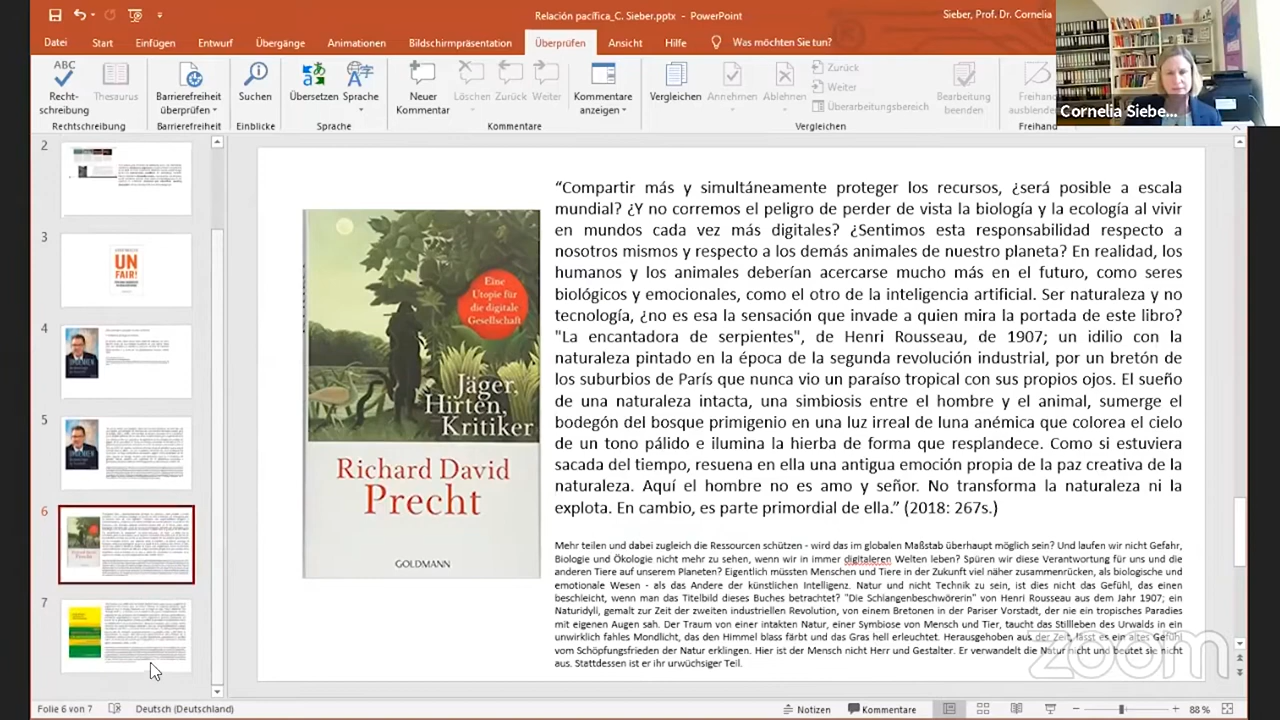 Relación pacífica_C. Sieber.pptx - PowerPoint
Sieber, Prof. Dr. Cornelia
Datei Start Einfügen Entwurf Übergänge Animationen Bildschirmpräsentation Überprüfen Ansicht Hilfe Was möchten Sie tun?
ABC
Recht-
schreibung
Thesaurus
Barrierefreiheit
überprüfen
Suchen
Übersetzen Sprache
Neuer
Kommentar
Löschen Zurück Weiter
Kommentare
anzeigen
Vergleichen Annehmen Ablehnen
Zurück
Weiter
Überarbeitungsbereich
Bearbeitung
beenden
Freihand
ausblenden
Rechtschreibung Barrierefreiheit Einblicke Sprache Kommentare Vergleichen Freihand
Cornelia Siebe...
2
3
UN
FAIR!
4
5
6
7
Eine
Utopie für
die digitale
Gesellschaft
Jäger,
Hirten,
Kritiker
Richard David
Precht
GOLDMANN
“Compartir más y simultáneamente proteger los recursos, ¿será posible a escala
mundial? ¿Y no corremos el peligro de perder de vista la biología y la ecología al vivir
en mundos cada vez más digitales? ¿Sentimos esta responsabilidad respecto a
nosotros mismos y respecto a los demás animales de nuestro planeta? En realidad, los
humanos y los animales deberían acercarse mucho más en el futuro, como seres
biológicos y emocionales, como el otro de la inteligencia artificial. Ser naturaleza y no
tecnología, ¿no es esa la sensación que invade a quien mira la portada de este libro?
"La encantadora de serpientes", de Henri Rousseau, de 1907; un idilio con la
naturaleza pintado en la época de la segunda revolución industrial, por un bretón de
los suburbios de París que nunca vio un paraíso tropical con sus propios ojos. El sueño
de una naturaleza intacta, una simbiosis entre el hombre y el animal, sumerge el
bodegón del bosque primigenio en una luz irreal de luna anémica que colorea el cielo
de un tono pálido e ilumina la hierba de forma que resplandece. Como si estuviera
sacada del tiempo, resuena en ella una antigua emoción propia de la paz creativa de la
naturaleza. Aquí el hombre no es amo y señor. No transforma la naturaleza ni la
explota. En cambio, es parte primordial de ella.” (2018: 267s.)
Mehr teilen und dabei zugleich die Ressourcen schützen - wird das im globalen Maßstab überhaupt möglich sein? Und laufen wir nicht Gefahr,
Biologie und Ökologie nicht mehr zu sehen, wenn wir in immer digitaleren Welten leben? Spüren wir diese Verantwortung für uns und die
anderen Tiere auf unserem Planeten? Eigentlich müssten Menschen und Tiere in der Zukunft viel näher zusammenrücken, als biologische und
emotionale Wesen - als das Andere der künstlichen Intelligenz. Natur und nicht Technik zu sein, ist dies nicht das Gefühl, das einen
beschleicht, wenn man das Titelbild dieses Buches betrachtet? "Die Schlangenbeschwörerin" von Henri Rousseau aus dem Jahr 1907; ein
Naturidyll, gemalt zur Zeit der zweiten industriellen Revolution, von einem Bretonen in der Pariser Vorstadt, der nie ein tropisches Paradies
mit eigenen Augen sah. Der Traum von einer intakten Natur, einer Symbiose von Mensch und Tier, taucht das Stillleben des Urwalds in ein
unwirklich fahles Mondlicht, das den Himmel blass färbt und das Gras hell erleuchtet. Herausgehoben aus der Zeit, lässt es ein altes Gefühl
vom Schöpfungsfrieden der Natur erklingen. Hier ist der Mensch nicht Herr und Gestalter. Er verwandelt die Natur nicht und beutet sie nicht
aus. Stattdessen ist er ihr urwüchsiger Teil.
zoom
Folie 6 von 7 Deutsch (Deutschland) Notizen Kommentare 88 %